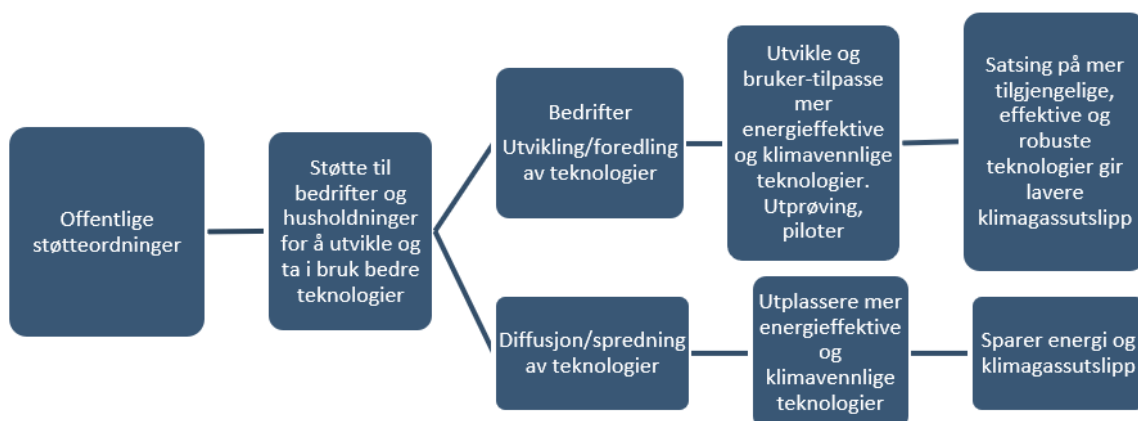 Offentlige
støtteordninger
Støtte til
bedrifter og
husholdninger
for å utvikle og
ta i bruk bedre
teknologier
Bedrifter
Utvikling/foredling
av teknologier
Utvikle og
bruker-tilpasse
mer
energieffektive
og klimavennlige
teknologier.
Utprøving,
piloter
Satsing på mer
tilgjengelige,
effektive og
robuste
teknologier gir
lavere
klimagassutslipp
Diffusjon/spredning
av teknologier
Utplassere mer
energieffektive
og
klimavennlige
teknologier
Sparer energi og
klimagassutslipp